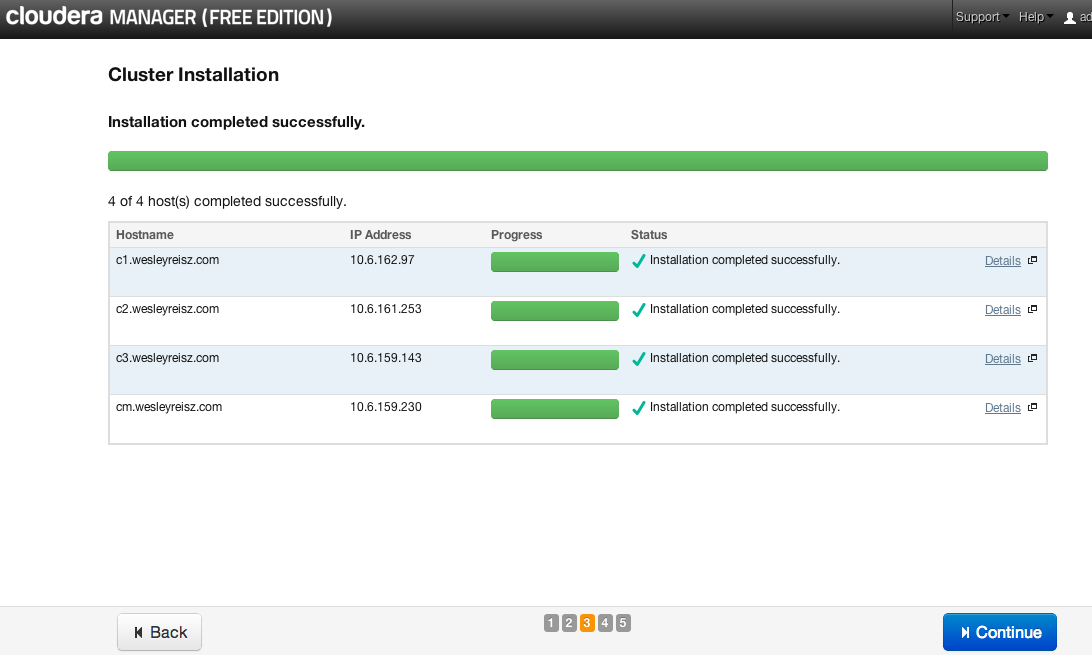 cloudera MANAGER (FREE EDITION)
Support Help ad
Cluster Installation
Installation completed successfully.
4 of 4 host(s) completed successfully.
Hostname IP Address Progress Status
c1.wesleyreisz.com 10.6.162.97 Installation completed successfully. Details
c2.wesleyreisz.com 10.6.161.253 Installation completed successfully. Details
c3.wesleyreisz.com 10.6.159.143 Installation completed successfully. Details
cm.wesleyreisz.com 10.6.159.230 Installation completed successfully. Details
Back 1 2 3 4 5 Continue